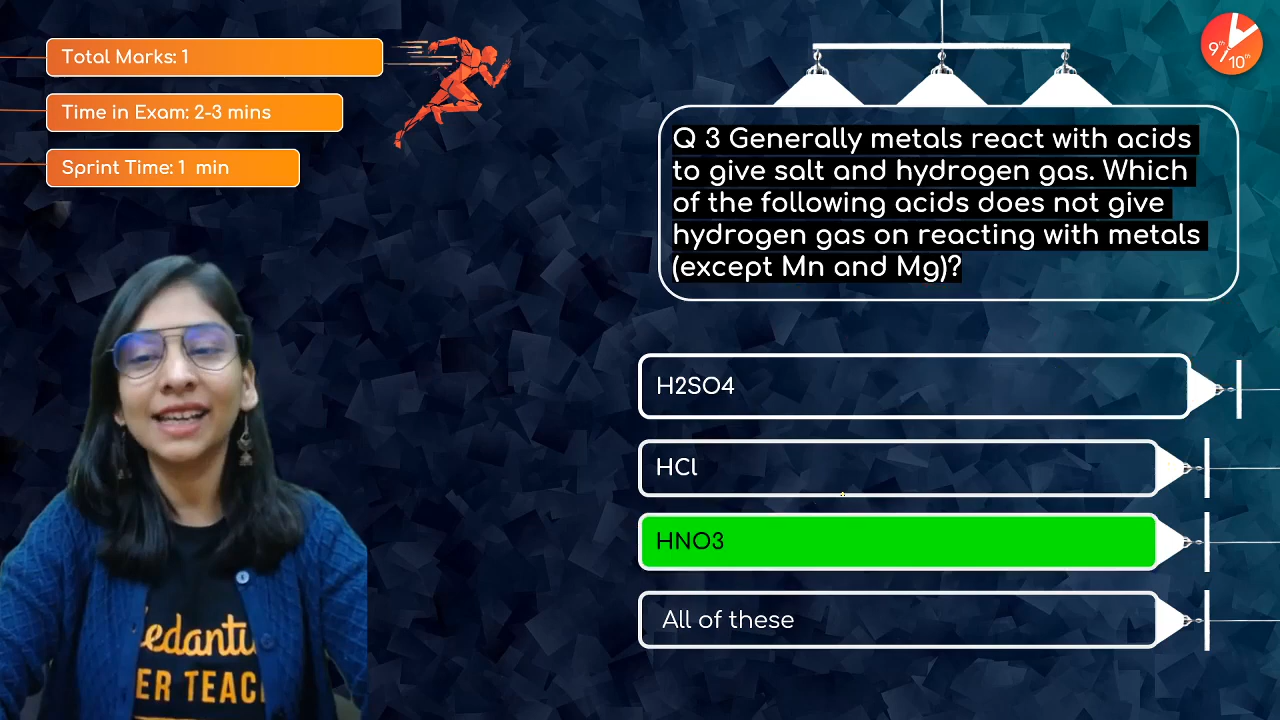 Total Marks: 1
Time in Exam: 2-3 mins
Sprint Time: 1 min
9th
10th
Q 3 Generally metals react with acids
to give salt and hydrogen gas. Which
of the following acids does not give
hydrogen gas on reacting with metals
(except Mn and Mg)?
H2SO4
HCl
HNO3
All of these
edantu
ER TEAC